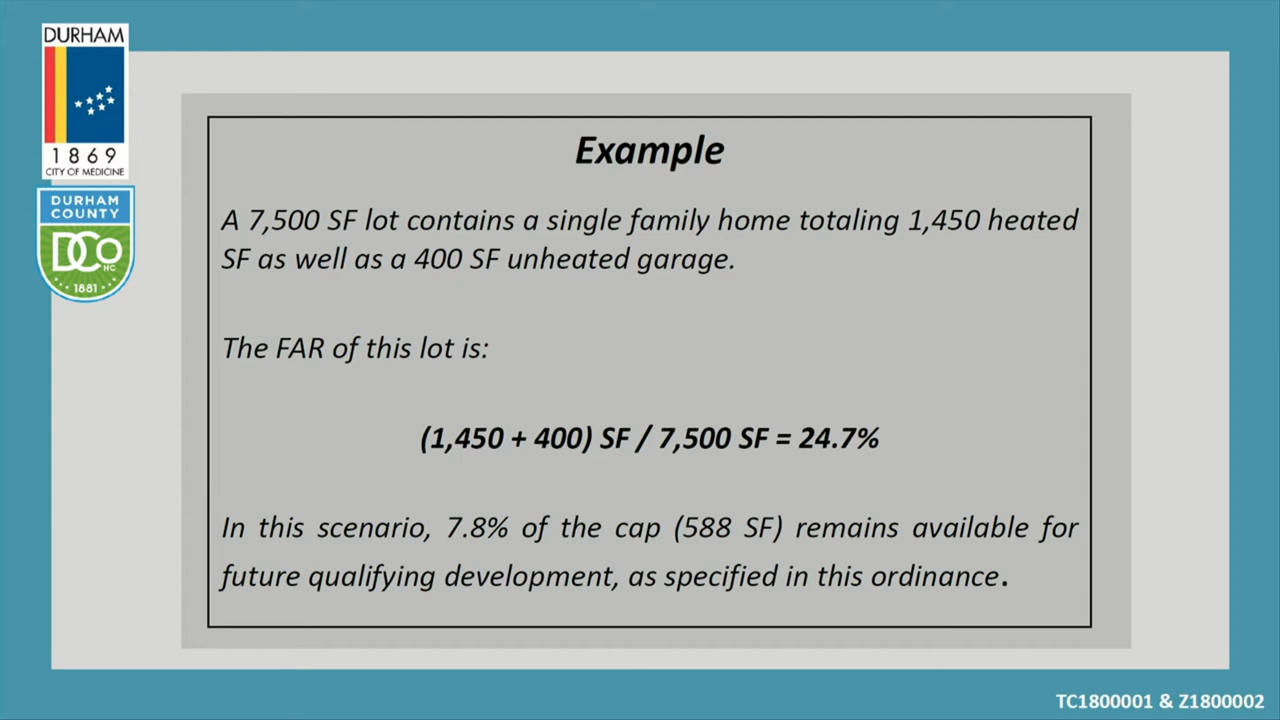 DURHAM
1869
CITY OF MEDICINE
DURHAM
COUNTY
DCO
NC
1881
Example
A 7,500 SF lot contains a single family home totaling 1,450 heated
SF as well as a 400 SF unheated garage.
The FAR of this lot is:
(1,450 + 400) SF / 7,500 SF = 24.7%
In this scenario, 7.8% of the cap (588 SF) remains available for
future qualifying development, as specified in this ordinance.
TC1800001 & Z1800002